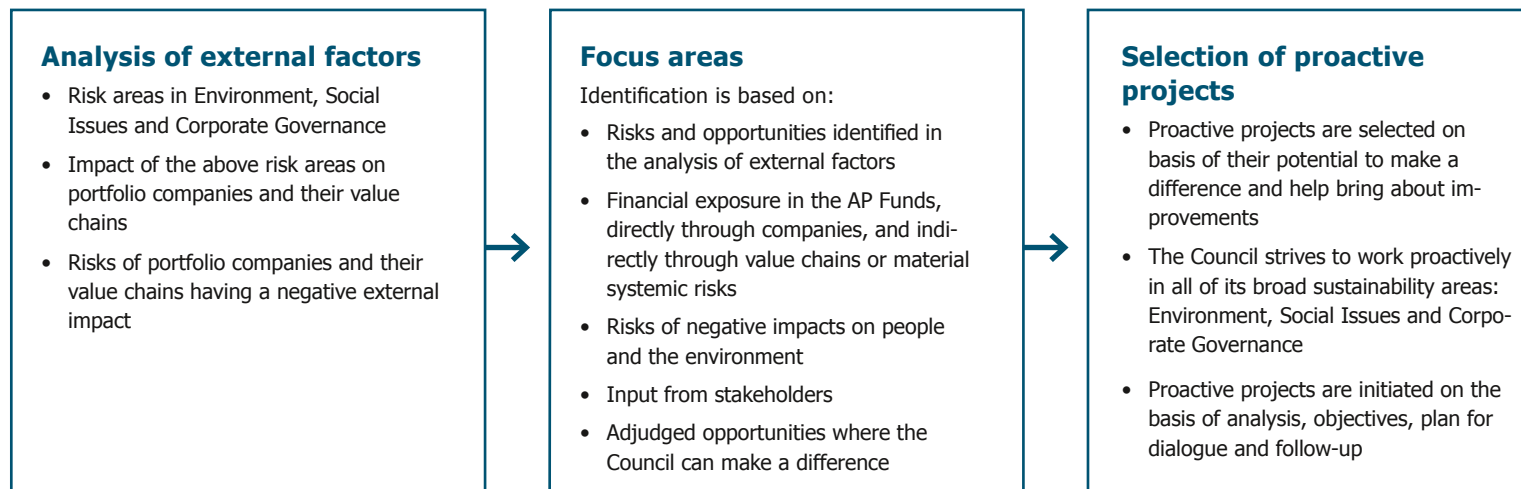 Analysis of external factors
• Risk areas in Environment, Social
Issues and Corporate Governance
• Impact of the above risk areas on
portfolio companies and their value
chains
• Risks of portfolio companies and their
value chains having a negative external
impact
Focus areas
Identification is based on:
• Risks and opportunities identified in
the analysis of external factors
• Financial exposure in the AP Funds,
directly through companies, and indi-
rectly through value chains or material
systemic risks
• Risks of negative impacts on people
and the environment
• Input from stakeholders
• Adjudged opportunities where the
Council can make a difference
Selection of proactive
projects
• Proactive projects are selected on
basis of their potential to make a
difference and help bring about im-
provements
• The Council strives to work proactively
in all of its broad sustainability areas:
Environment, Social Issues and Corpo-
rate Governance
• Proactive projects are initiated on the
basis of analysis, objectives, plan for
dialogue and follow-up